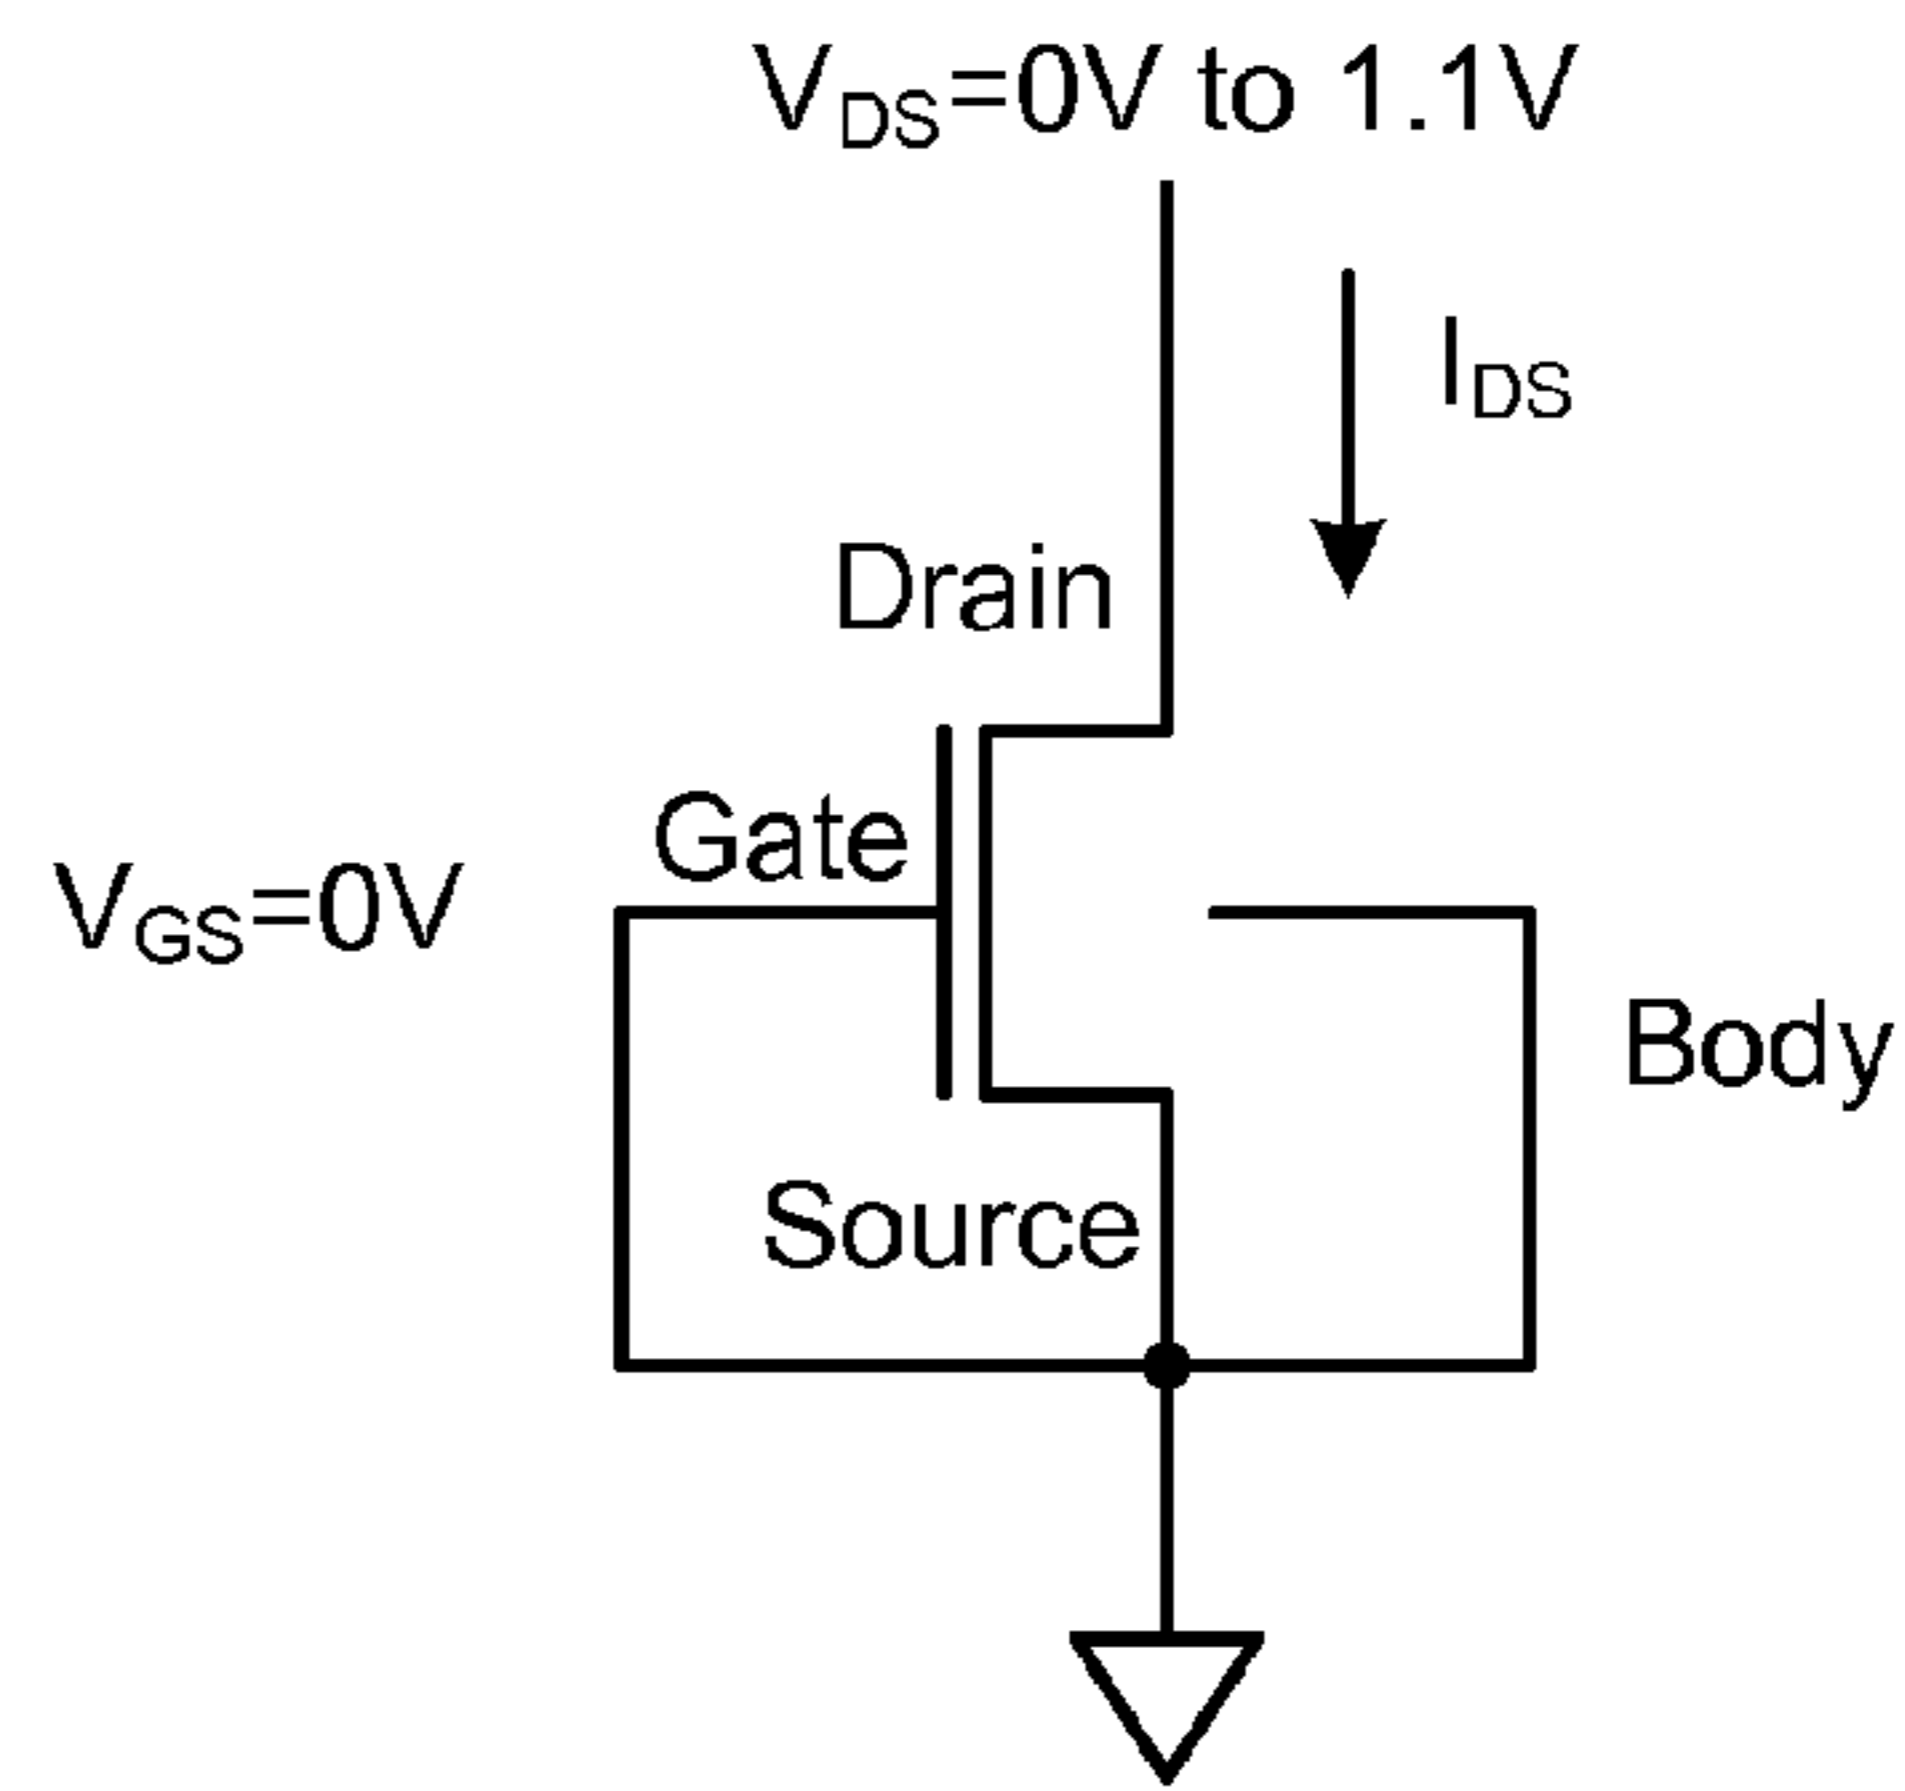 VDS=0V to 1.1V
IDS
Drain
Gate
VGS=0V
Body
Source